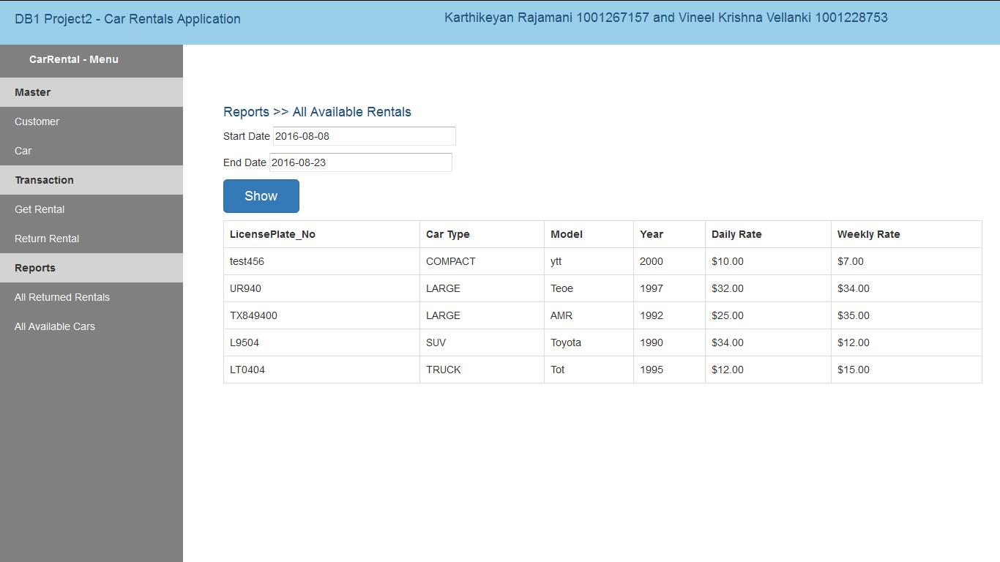 DB1 Project2 - Car Rentals Application
Karthikeyan Rajamani 1001267157 and Vineel Krishna Vellanki 1001228753
CarRental - Menu
Master
Customer
Car
Transaction
Get Rental
Return Rental
Reports
All Returned Rentals
All Available Cars
Reports >> All Available Rentals
Start Date 2016-08-08
End Date 2016-08-23
Show
LicensePlate_No Car Type Model Year Daily Rate Weekly Rate
test456 COMPACT ytt 2000 $10.00 $7.00
UR940 LARGE Teoe 1997 $32.00 $34.00
TX849400 LARGE AMR 1992 $25.00 $35.00
L9504 SUV Toyota 1990 $34.00 $12.00
LT0404 TRUCK Tot 1995 $12.00 $15.00